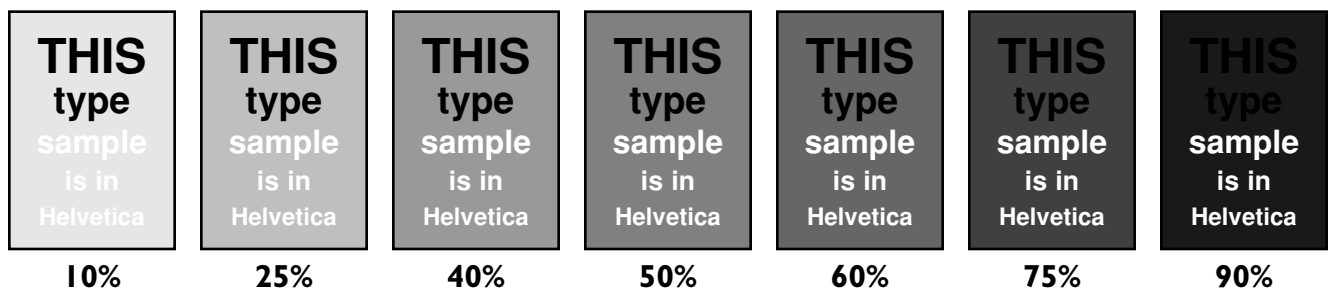 THIS
type
sample
is in
Helvetica
10%
THIS
type
sample
is in
Helvetica
25%
THIS
type
sample
is in
Helvetica
40%
THIS
type
sample
is in
Helvetica
50%
THIS
type
sample
is in
Helvetica
60%
THIS
type
sample
is in
Helvetica
75%
THIS
type
sample
is in
Helvetica
90%